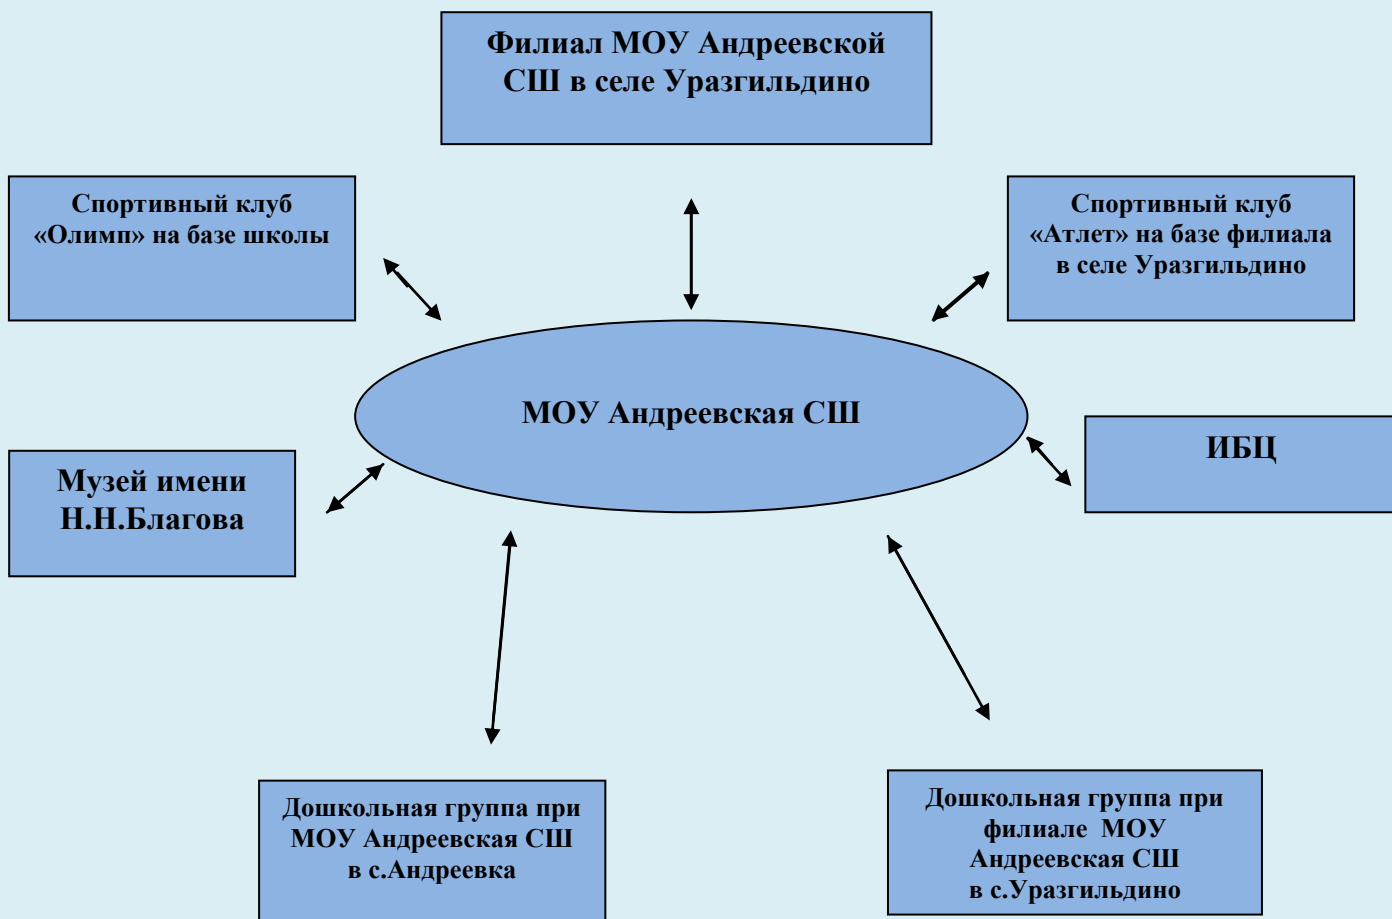 Филиал МОУ Андреевской
СШ в селе Уразгильдино
Спортивный клуб
«Олимп» на базе школы
Спортивный клуб
«Атлет» на базе филиала
в селе Уразгильдино
МОУ Андреевская СШ
ИБЦ
Музей имени
Н.Н.Благова
Дошкольная группа при
МОУ Андреевская СШ
в с.Андреевка
Дошкольная группа при
филиале МОУ
Андреевская СШ
в с.Уразгильдино